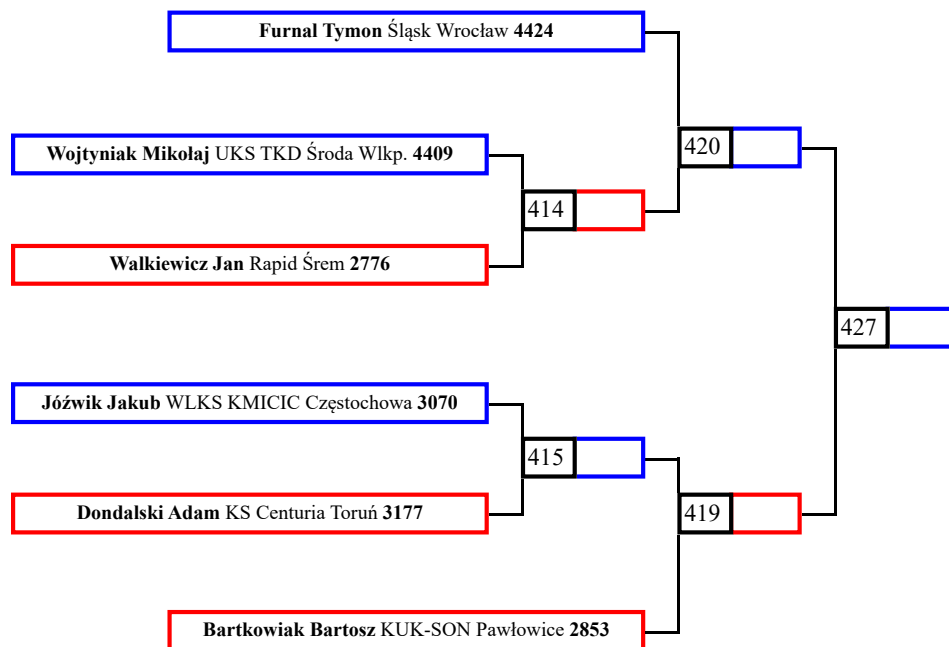 Furnal Tymon Śląsk Wrocław 4424
Wojtyniak Mikołaj UKS TKD Środa Wlkp. 4409
420
414
Walkiewicz Jan Rapid Śrem 2776
427
Jóźwik Jakub WLKS KMICIC Częstochowa 3070
415
Dondalski Adam KS Centuria Toruń 3177
419
Bartkowiak Bartosz KUK-SON Pawłowice 2853